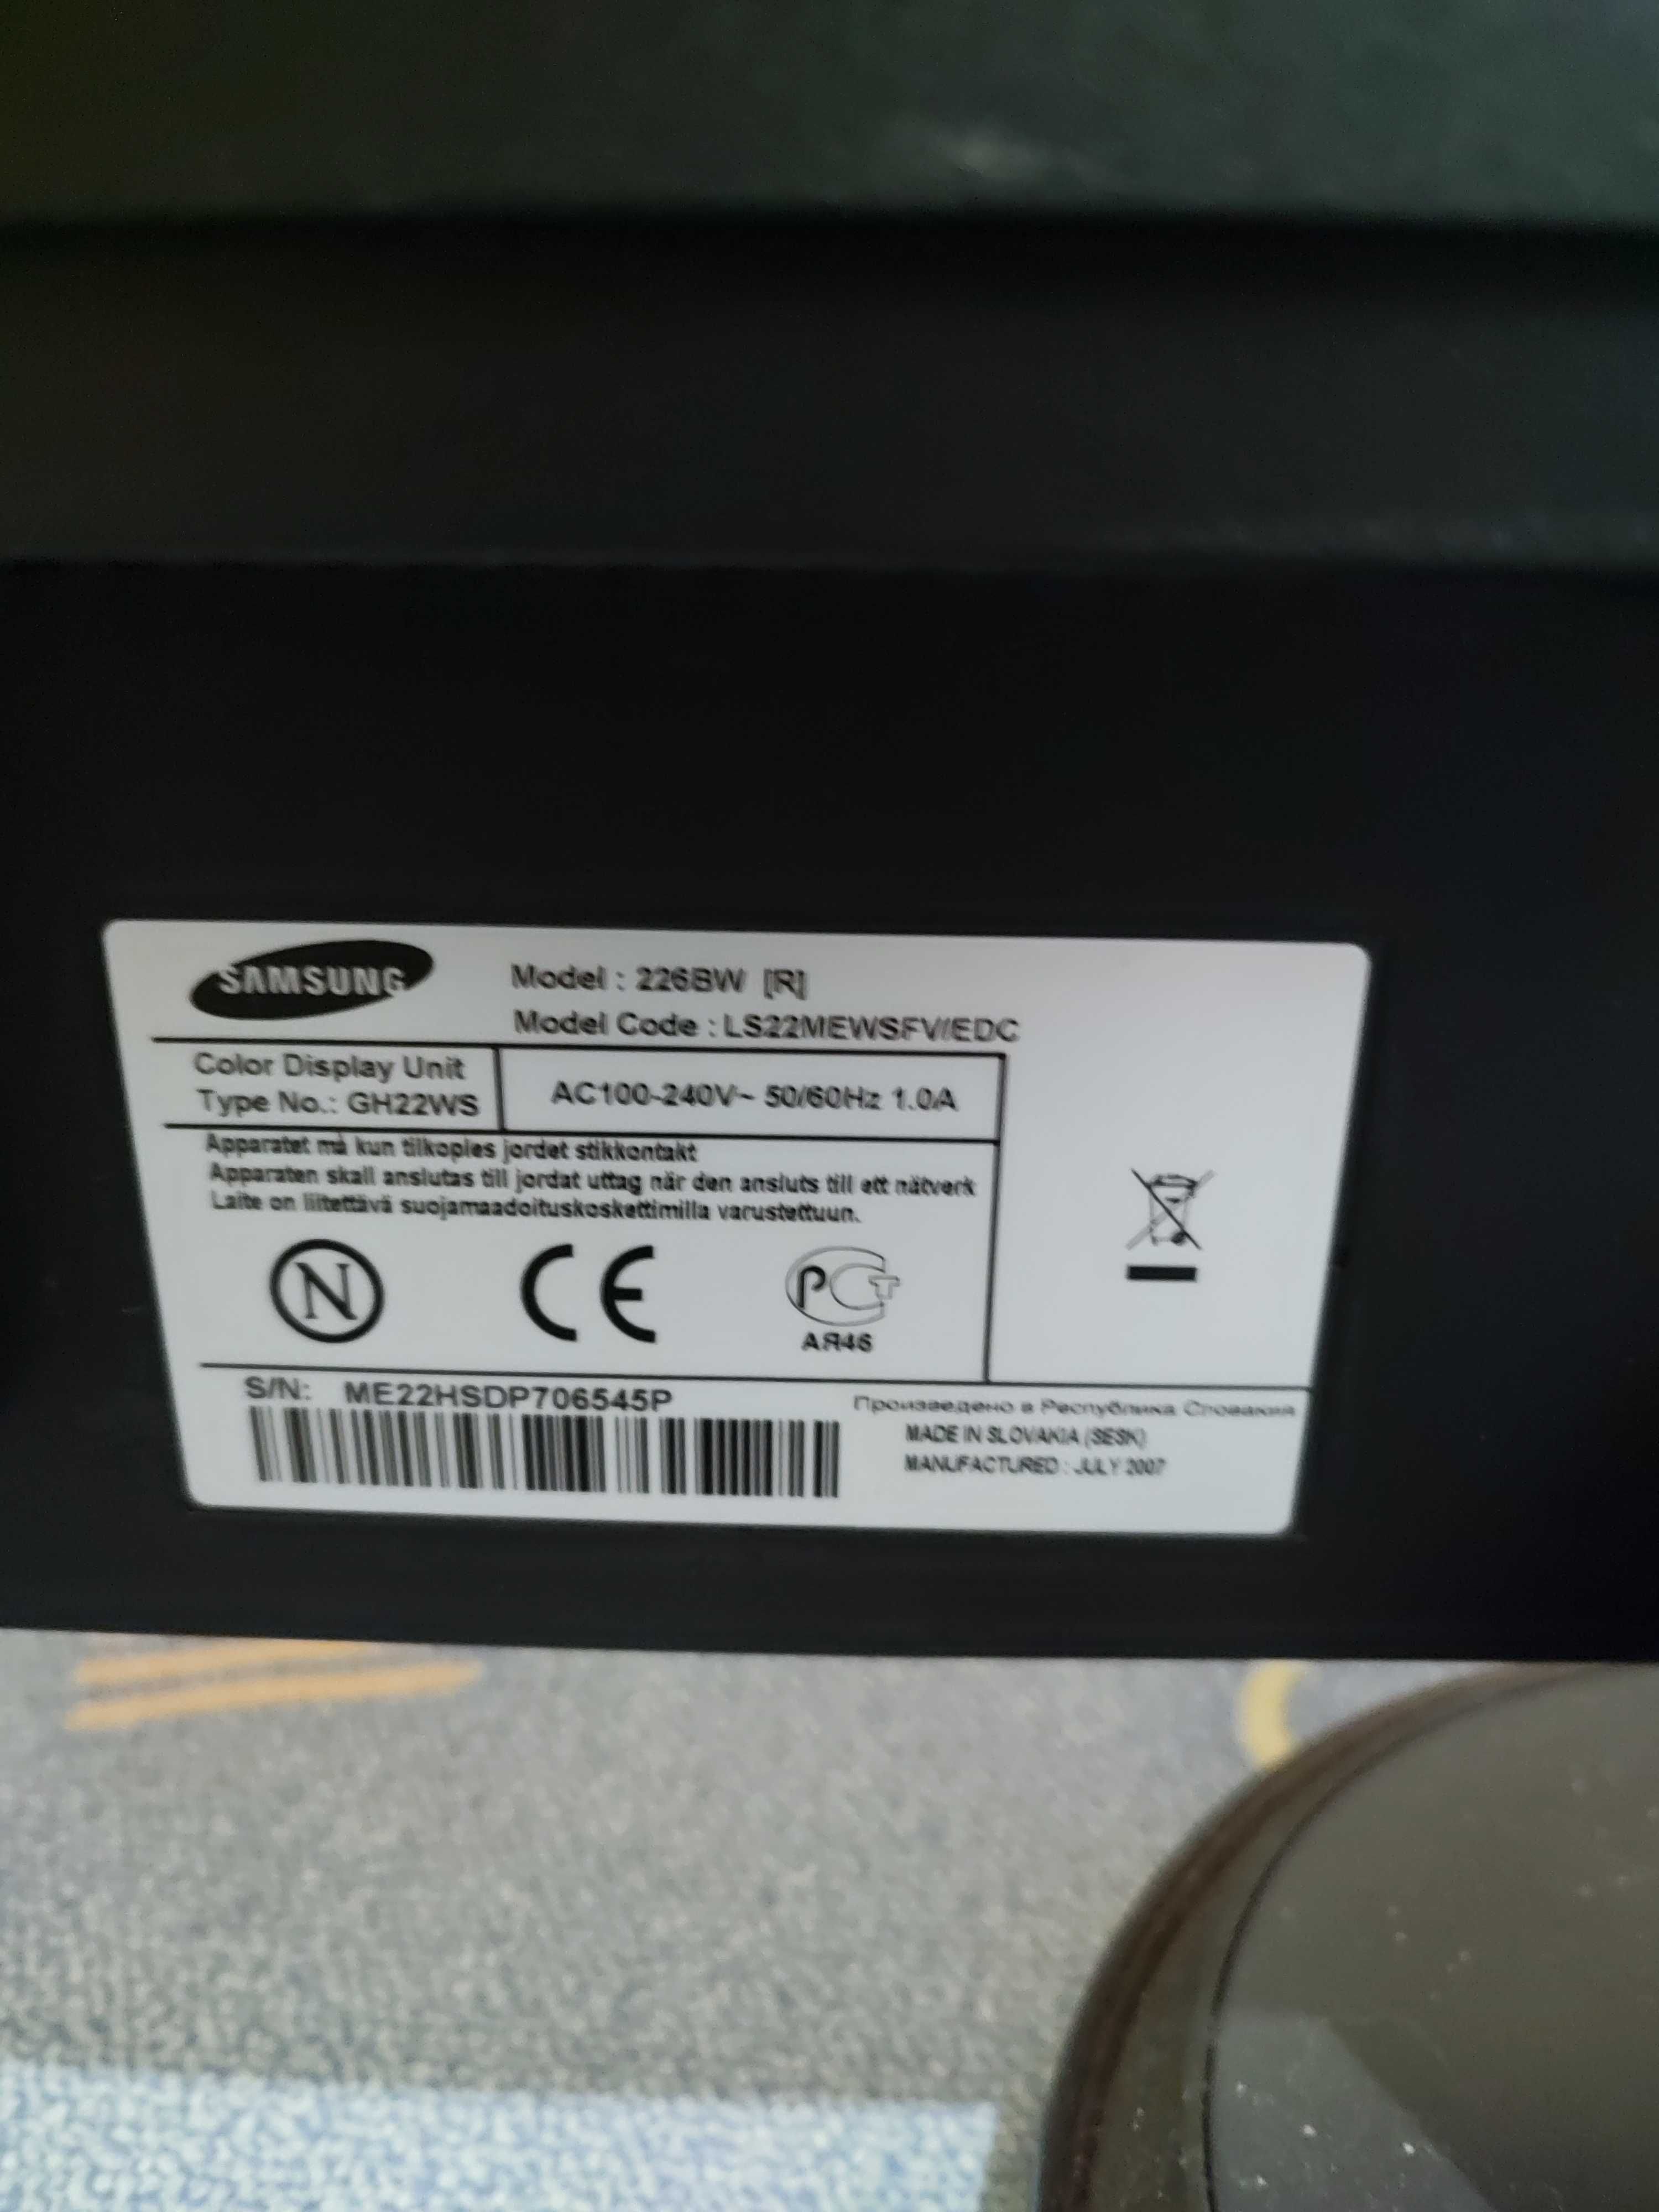 SAMSUNG
Model : 226BW [R]
Model Code : LS22MEWSFV/EDC
Color Display Unit
Type No.: GH22WS
AC100-240V~ 50/60Hz 1.0A
Apparatet må kun tilkoples jordet stikkontakt
Apparaten skall anslutas till jordat uttag när den ansluts till ett nätverk
Laite on liitettävä suojamaadoituskoskettimilla varustettuun.
N
CE
РСТ
АЯ46
S/N: ME22HSDP706545P
Произведено в Республика Словакия
MADE IN SLOVAKIA (SESK)
MANUFACTURED : JULY 2007